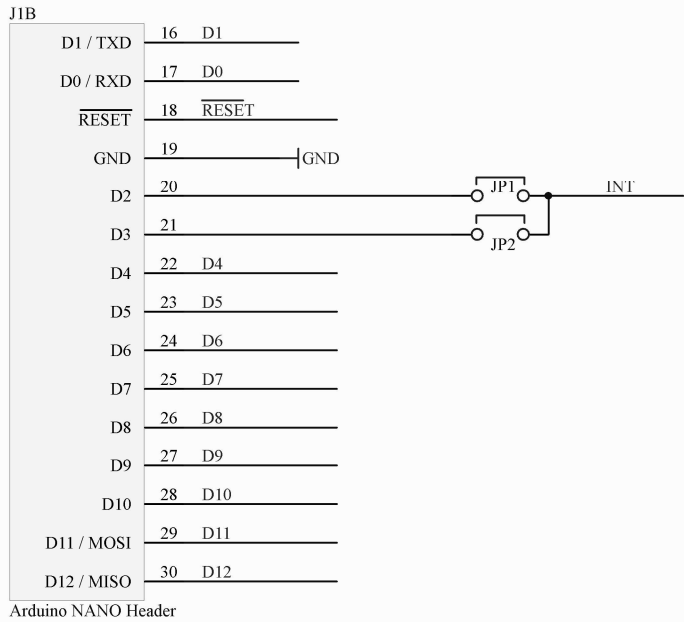 J1B
D1 / TXD 16 D1
D0 / RXD 17 D0
RESET 18 RESET
GND 19 GND
D2 20 JP1 INT
D3 21 JP2
D4 22 D4
D5 23 D5
D6 24 D6
D7 25 D7
D8 26 D8
D9 27 D9
D10 28 D10
D11 / MOSI 29 D11
D12 / MISO 30 D12
Arduino NANO Header